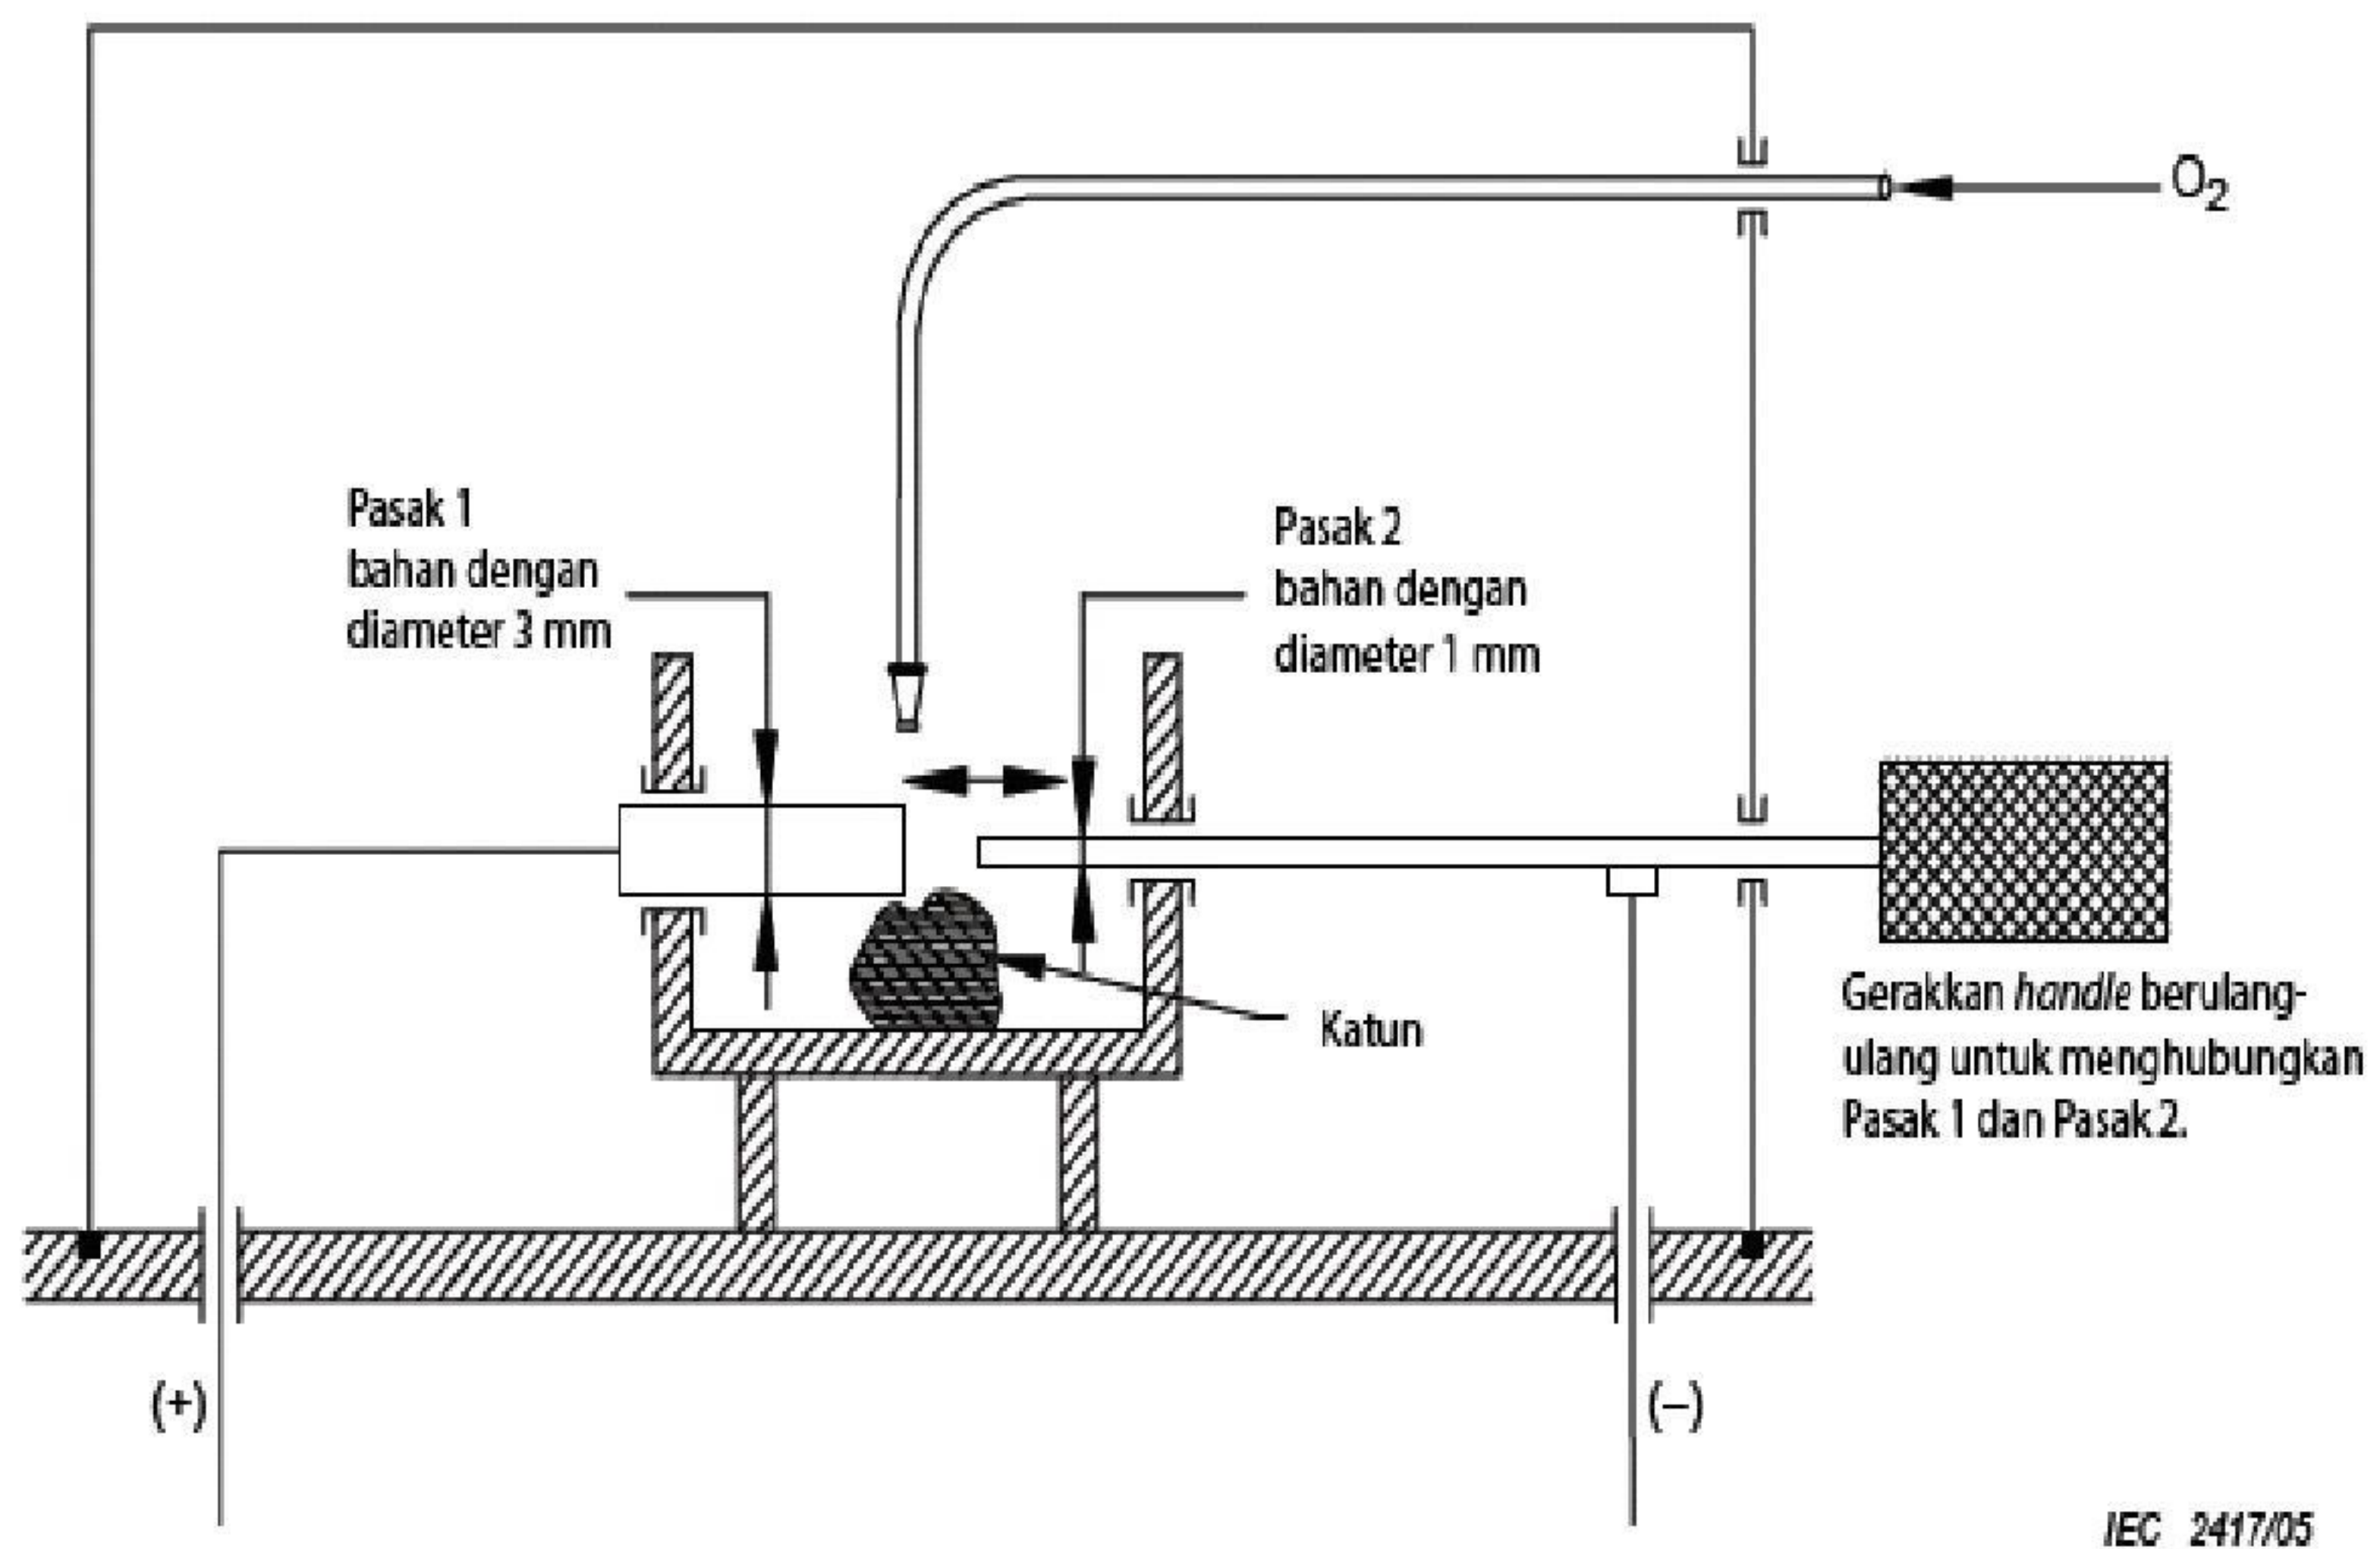 O2
Pasak 1
bahan dengan
diameter 3 mm
Pasak 2
bahan dengan
diameter 1 mm
Katun
Gerakkan handle berulang-
ulang untuk menghubungkan
Pasak 1 dan Pasak 2.
(+)
(–)
IEC 2417/05